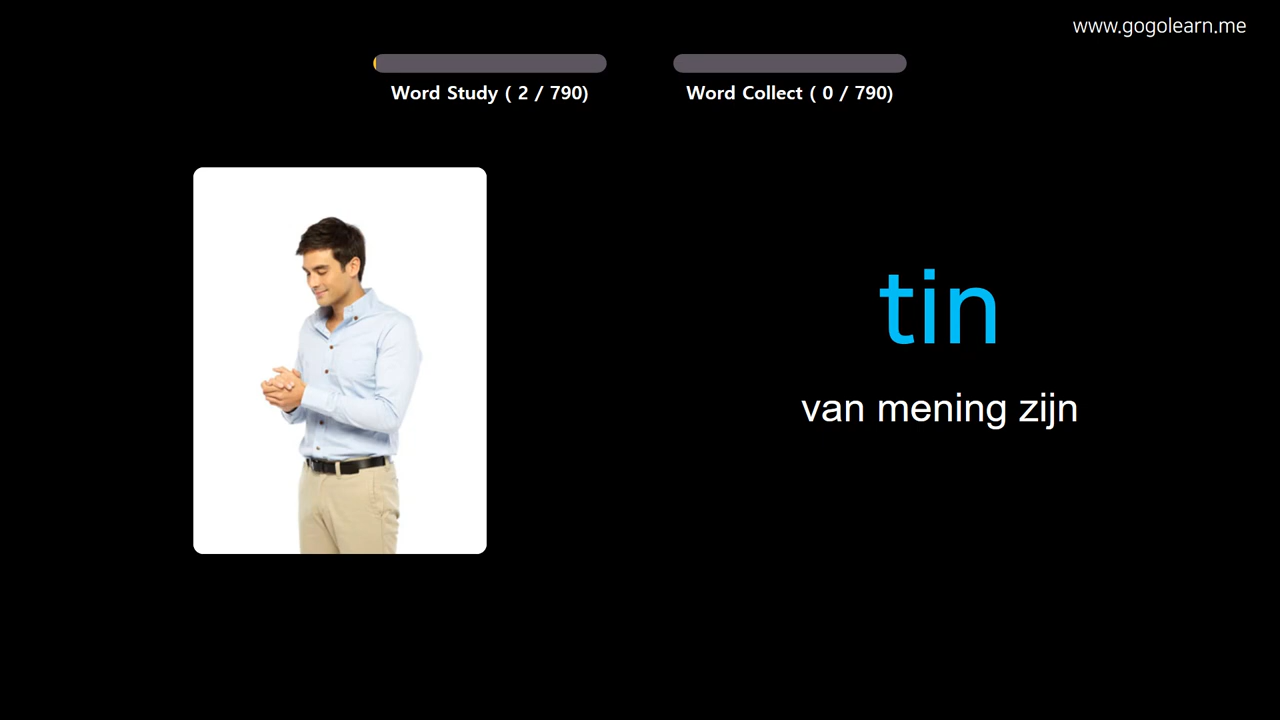 www.gogolearn.me
Word Study ( 2 / 790)
Word Collect ( 0 / 790)
tin
van mening zijn